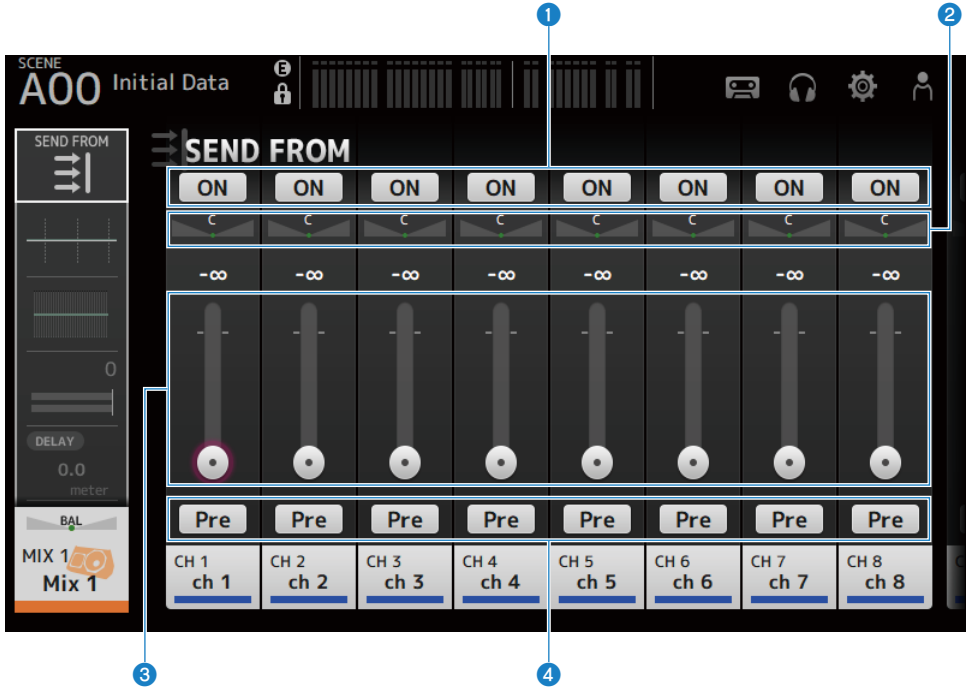 1 2
SCENE
A00 Initial Data E
SEND FROM
SEND FROM
ON ON ON ON ON ON ON ON
C C C C C C C C
-∞ -∞ -∞ -∞ -∞ -∞ -∞ -∞
0
DELAY
0.0
meter
BAL
Pre Pre Pre Pre Pre Pre Pre Pre
MIX 1
Mix 1
CH 1 CH 2 CH 3 CH 4 CH 5 CH 6 CH 7 CH 8
ch 1 ch 2 ch 3 ch 4 ch 5 ch 6 ch 7 ch 8
3 4